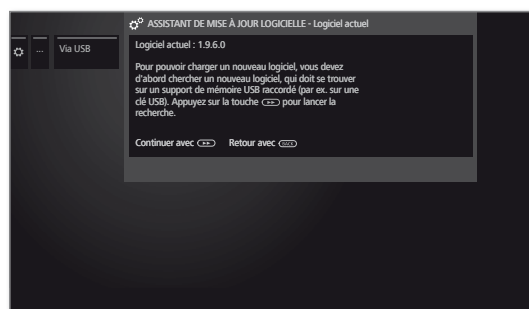 ASSISTANT DE MISE À JOUR LOGICIELLE - Logiciel actuel
... Via USB
Logiciel actuel : 1.9.6.0
Pour pouvoir charger un nouveau logiciel, vous devez
d'abord chercher un nouveau logiciel, qui doit se trouver
sur un support de mémoire USB raccordé (par ex. sur une
clé USB). Appuyez sur la touche pour lancer la
recherche.
Continuer avec Retour avec BACK